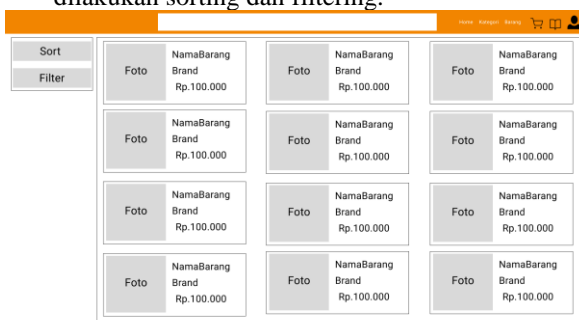 dilakukan sorting dan filtering.
Home Kategori Barang
Sort
Filter
Foto
NamaBarang
Brand
Rp.100.000
Foto
NamaBarang
Brand
Rp.100.000
Foto
NamaBarang
Brand
Rp.100.000
Foto
NamaBarang
Brand
Rp.100.000
Foto
NamaBarang
Brand
Rp.100.000
Foto
NamaBarang
Brand
Rp.100.000
Foto
NamaBarang
Brand
Rp.100.000
Foto
NamaBarang
Brand
Rp.100.000
Foto
NamaBarang
Brand
Rp.100.000
Foto
NamaBarang
Brand
Rp.100.000
Foto
NamaBarang
Brand
Rp.100.000
Foto
NamaBarang
Brand
Rp.100.000